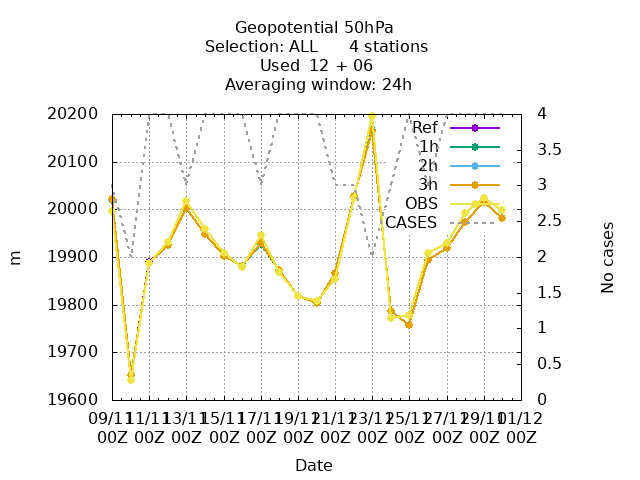 Geopotential 50hPa
Selection: ALL 4 stations
Used 12 + 06
Averaging window: 24h
20200
20100
20000
19900
19800
19700
19600
m
4
3.5
3
2.5
2
1.5
1
0.5
0
No cases
Ref
1h
2h
3h
OBS
CASES
09/11 11/11 13/11 15/11 17/11 19/11 21/11 23/11 25/11 27/11 29/11 01/12
00Z 00Z 00Z 00Z 00Z 00Z 00Z 00Z 00Z 00Z 00Z 00Z
Date